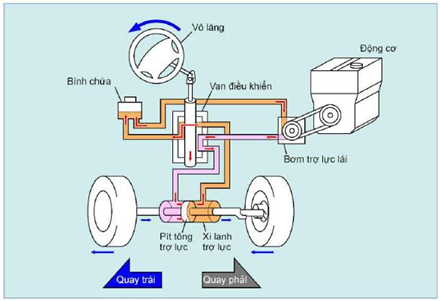 Vô lăng
Động cơ
Bình chứa
Van điều khiển
Bơm trợ lực lái
Pít tông
trợ lực
Xi lanh
trợ lực
Quay trái
Quay phải